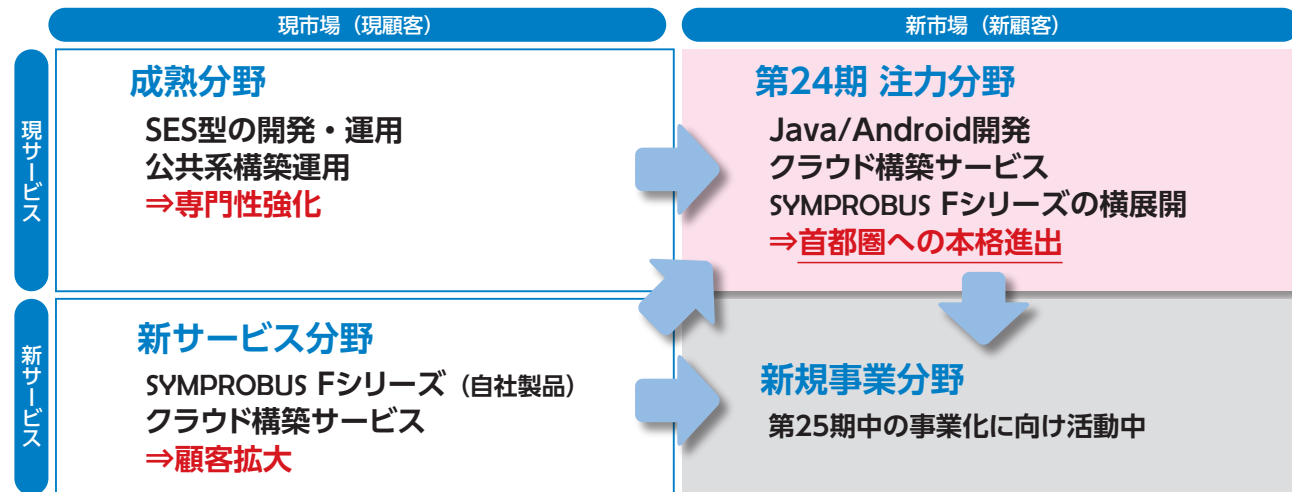 現市場（現顧客）
新市場（新顧客）
現サービス
成熟分野
SES型の開発・運用
公共系構築運用
⇒専門性強化
第24期 注力分野
Java/Android開発
クラウド構築サービス
SYMPROBUS Fシリーズの横展開
⇒首都圏への本格進出
新サービス
新サービス分野
SYMPROBUS Fシリーズ（自社製品）
クラウド構築サービス
⇒顧客拡大
新規事業分野
第25期中の事業化に向け活動中